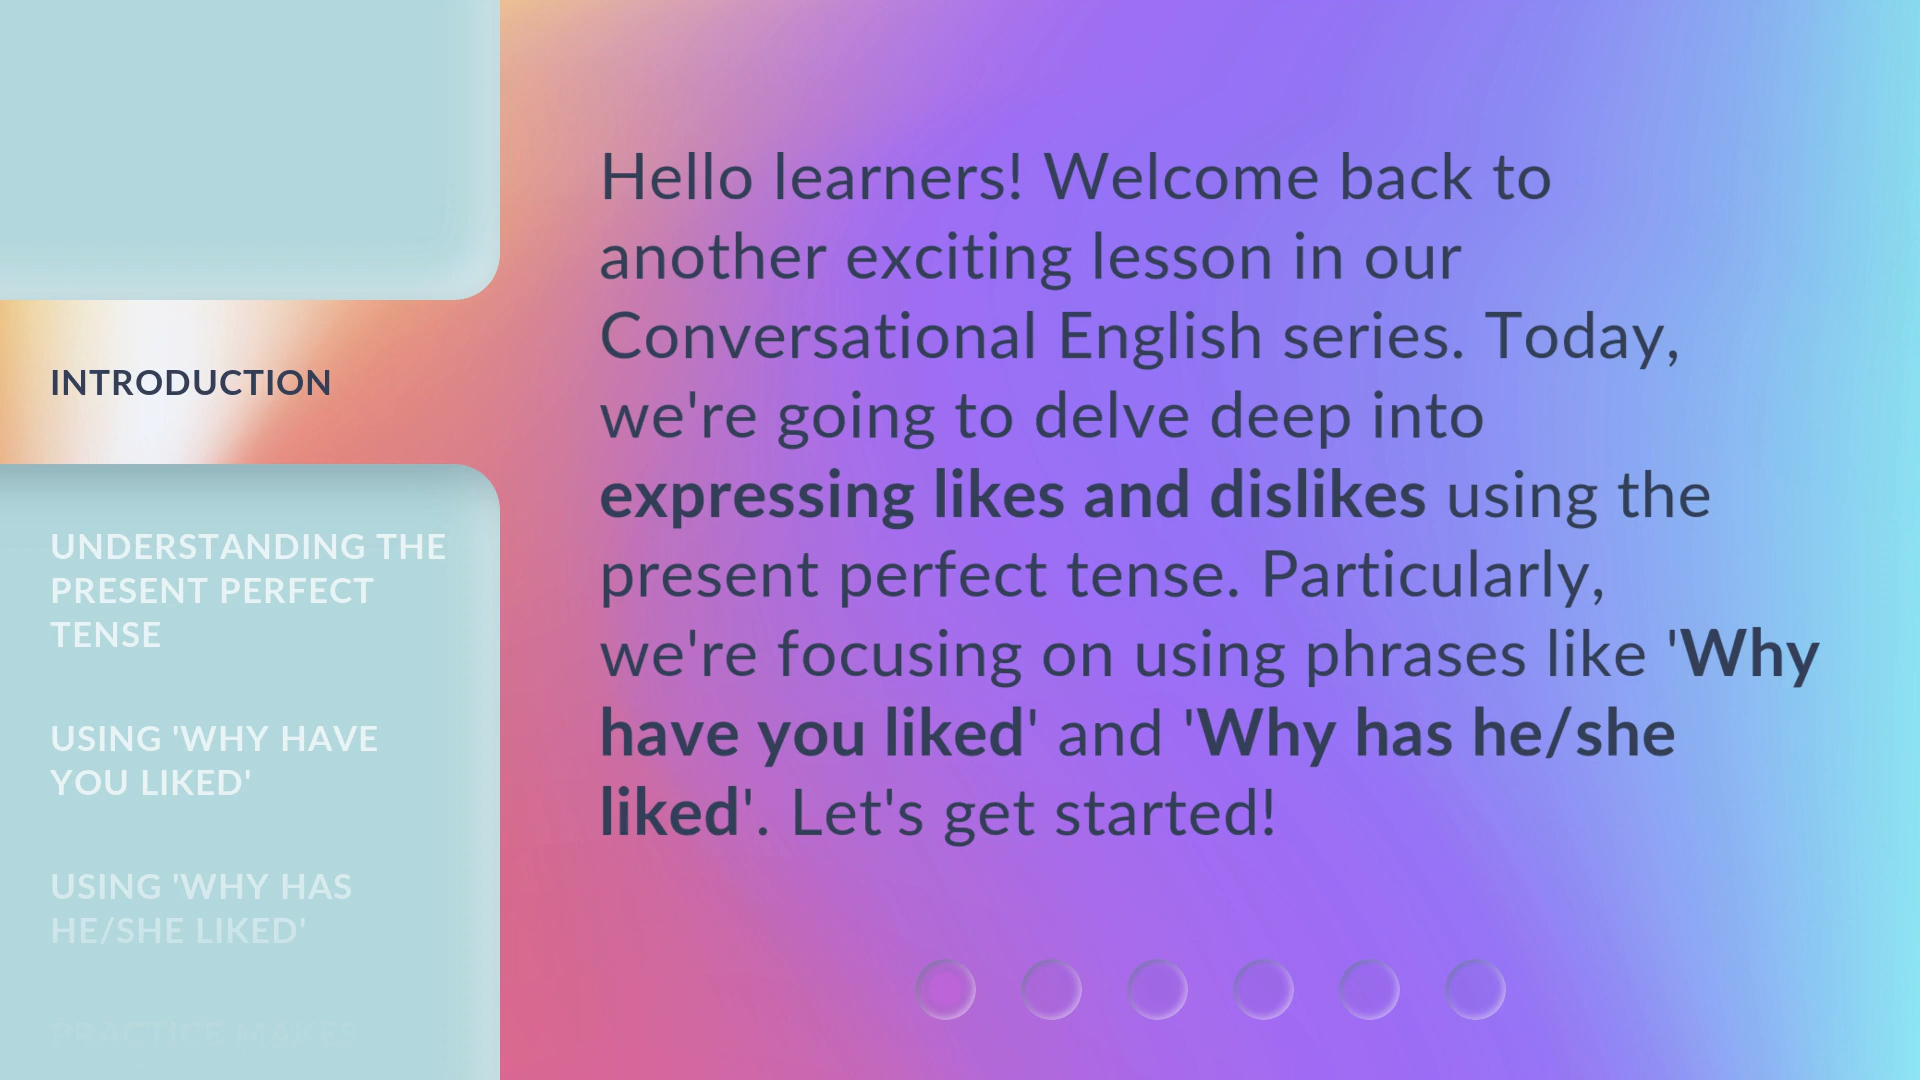 INTRODUCTION
UNDERSTANDING THE
PRESENT PERFECT
TENSE
USING 'WHY HAVE
YOU LIKED'
USING 'WHY HAS
HE/SHE LIKED'
PRACTICE MAKES
Hello learners! Welcome back to
another exciting lesson in our
Conversational English series. Today,
we're going to delve deep into
expressing likes and dislikes using the
present perfect tense. Particularly,
we're focusing on using phrases like 'Why
have you liked' and 'Why has he/she
liked'. Let's get started!